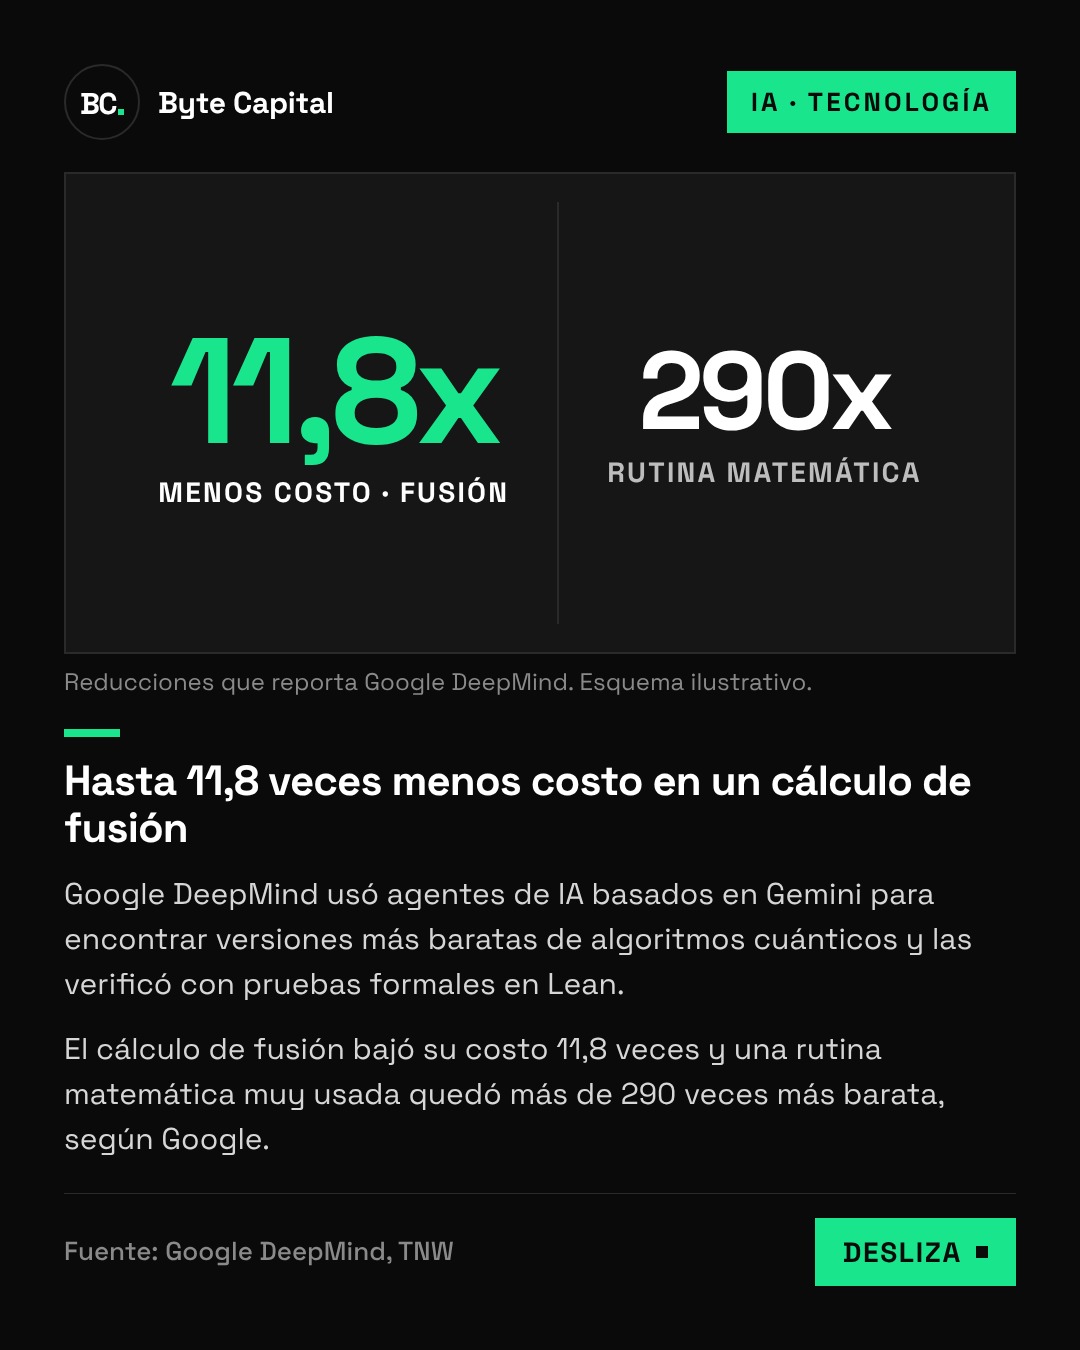 BC.
Byte Capital
IA · TECNOLOGÍA
11,8x
MENOS COSTO · FUSIÓN
290x
RUTINA MATEMÁTICA
Reducciones que reporta Google DeepMind. Esquema ilustrativo.
Hasta 11,8 veces menos costo en un cálculo de
fusión
Google DeepMind usó agentes de IA basados en Gemini para
encontrar versiones más baratas de algoritmos cuánticos y las
verificó con pruebas formales en Lean.
El cálculo de fusión bajó su costo 11,8 veces y una rutina
matemática muy usada quedó más de 290 veces más barata,
según Google.
Fuente: Google DeepMind, TNW
DESLIZA